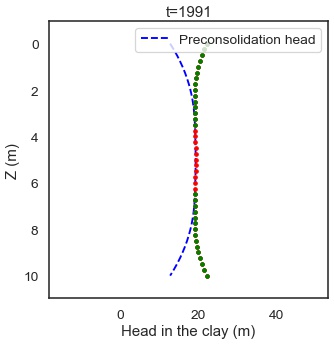 t=1991
Preconsolidation head
0
2
4
6
8
10
Z (m)
0
20
40
Head in the clay (m)